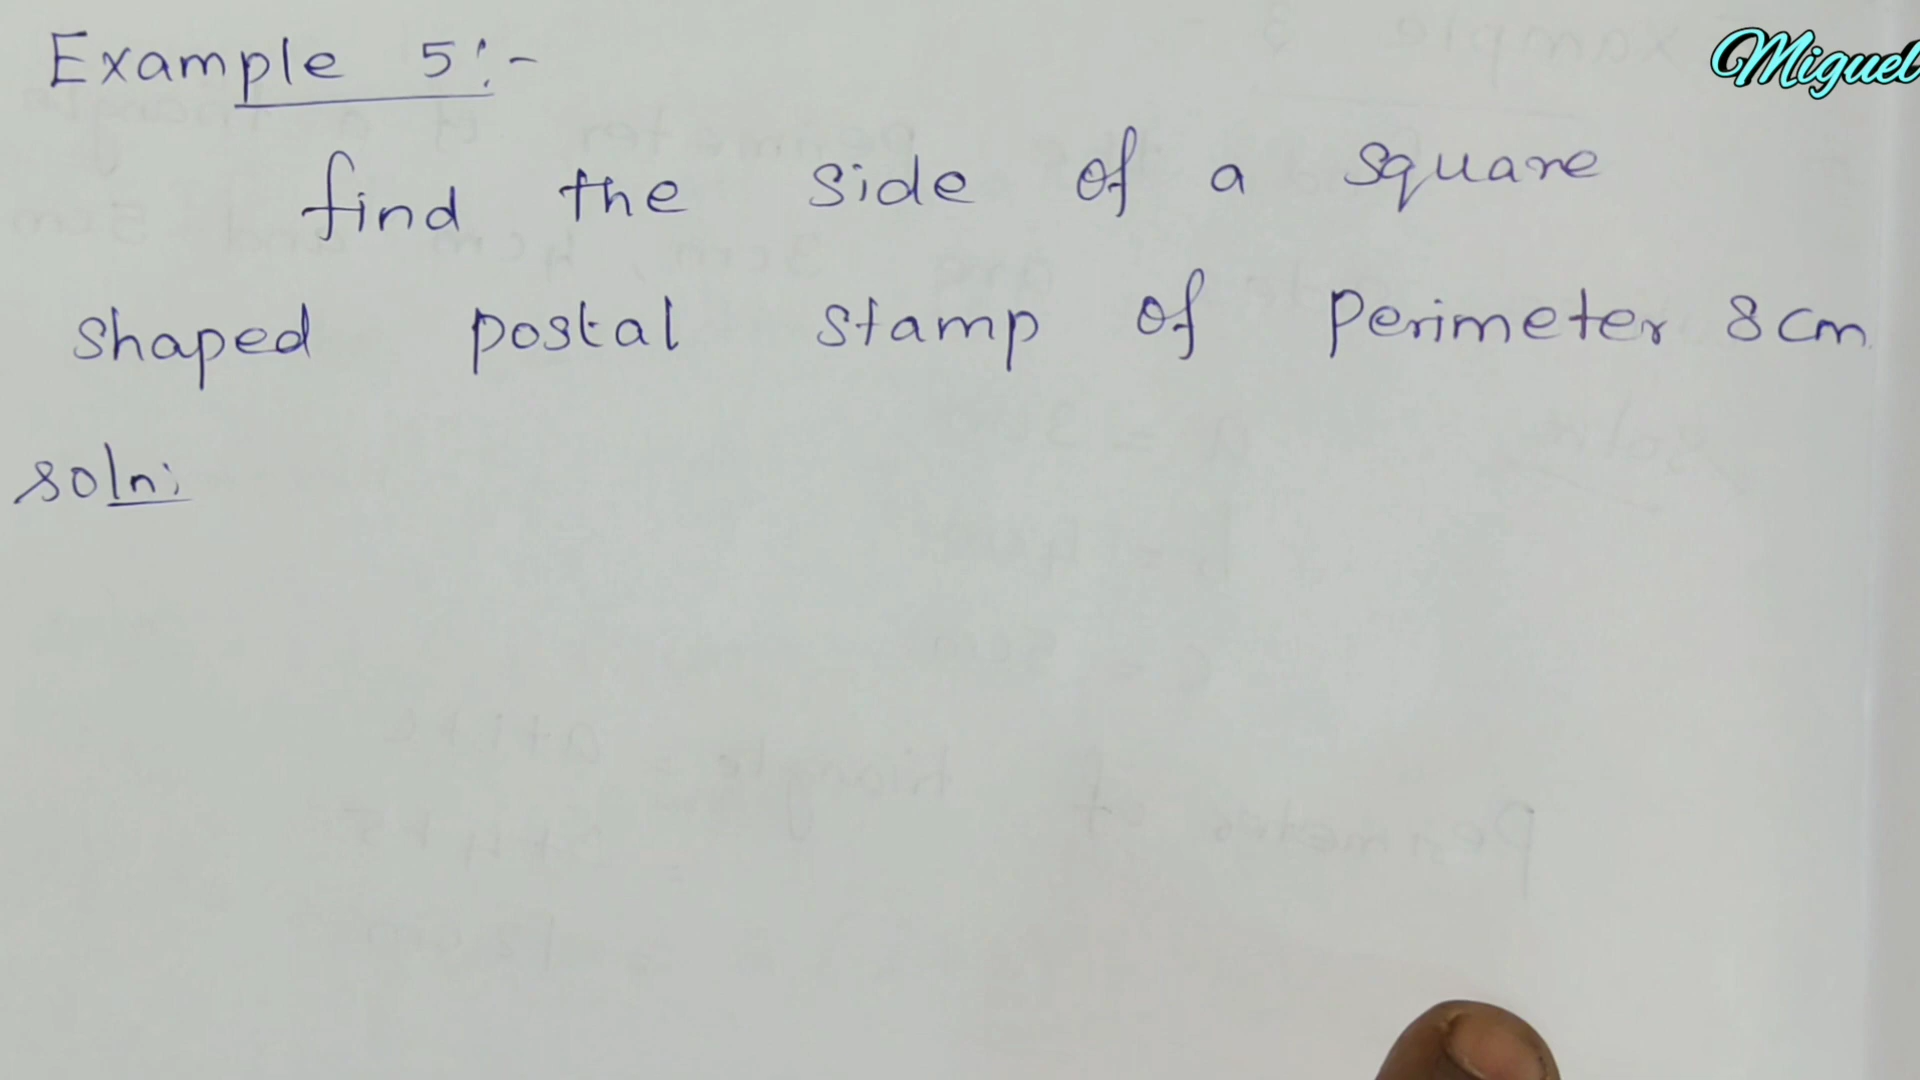 Example 5:-
Miguel
find the side of a square
shaped postal stamp of Perimeter 8cm
soln: